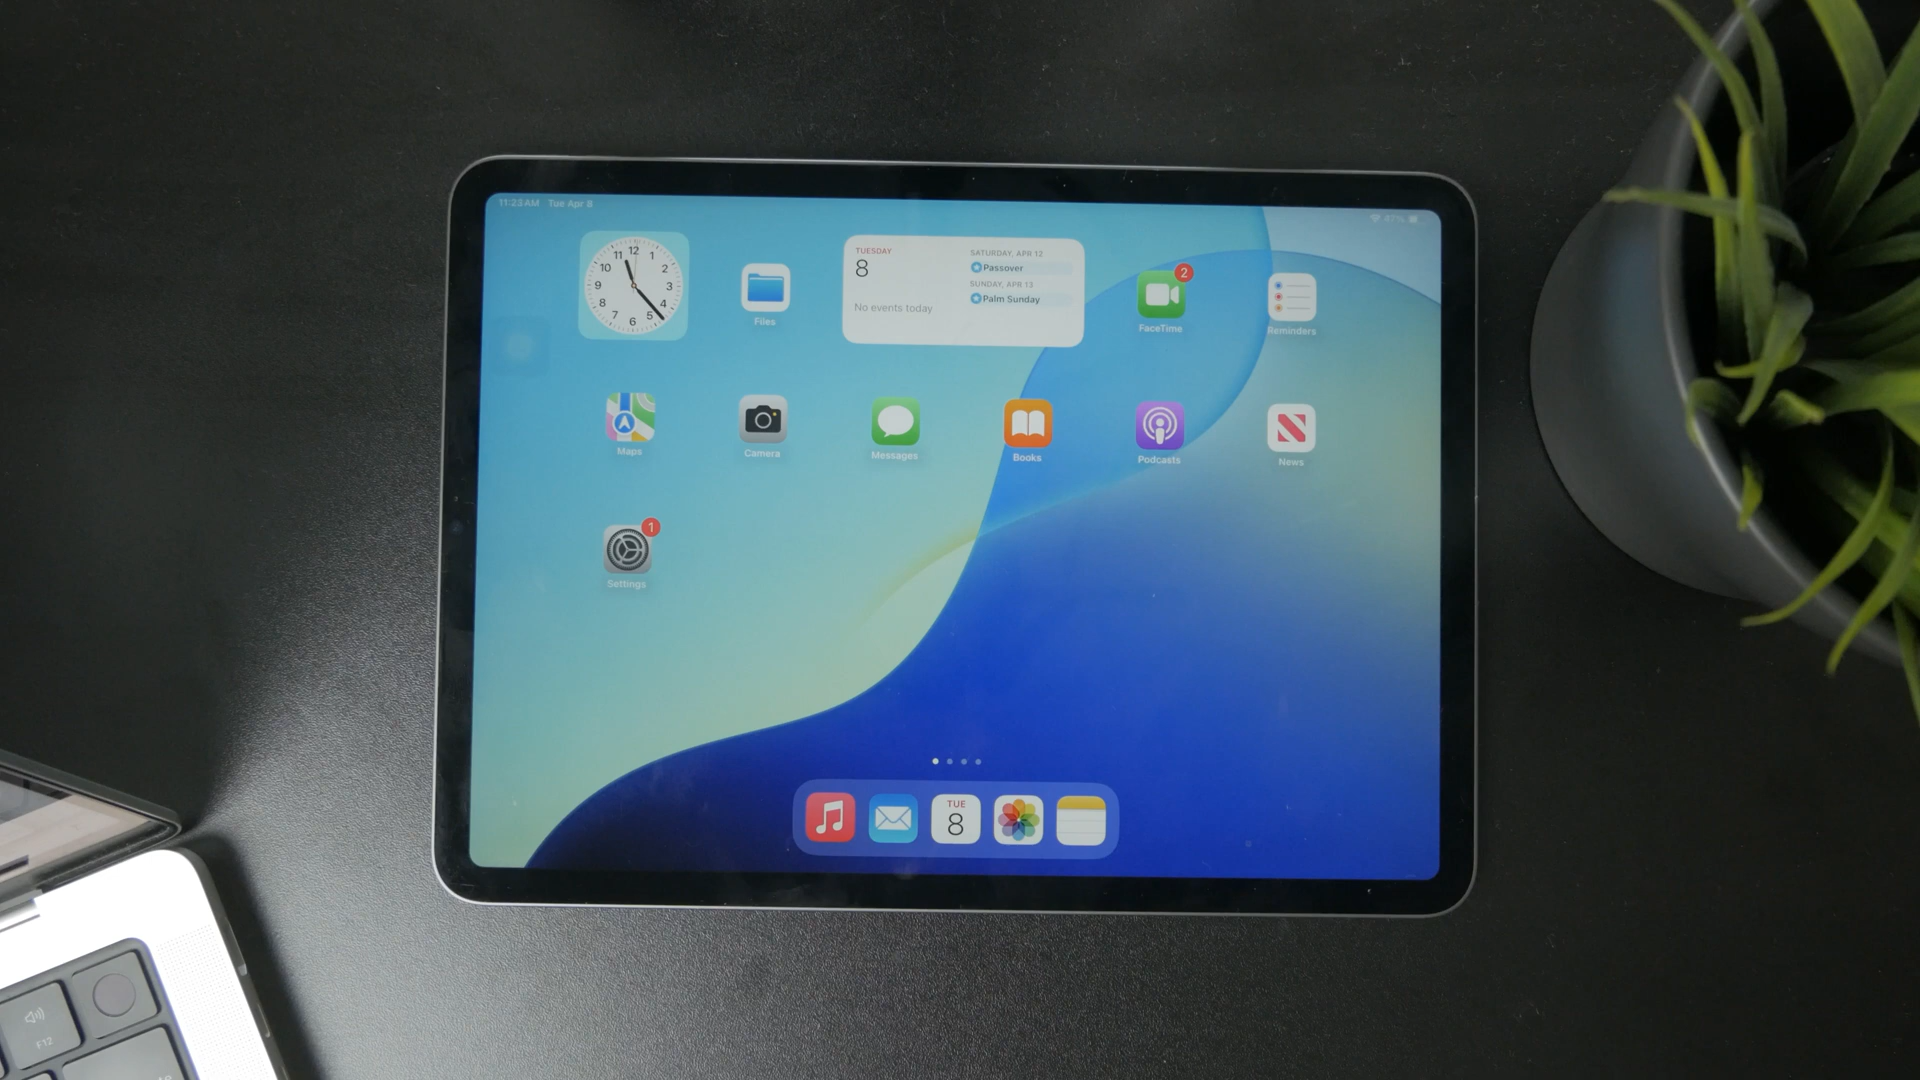 11:23 AM Tue Apr 8
47%
12
11 1
10 2
9 3
8 4
7 5
6
TUESDAY
8
No events today
SATURDAY, APR 12
Passover
SUNDAY, APR 13
Palm Sunday
2
Files
FaceTime
Reminders
Maps
Camera
Messages
Books
Podcasts
News
1
Settings
TUE
8
F12